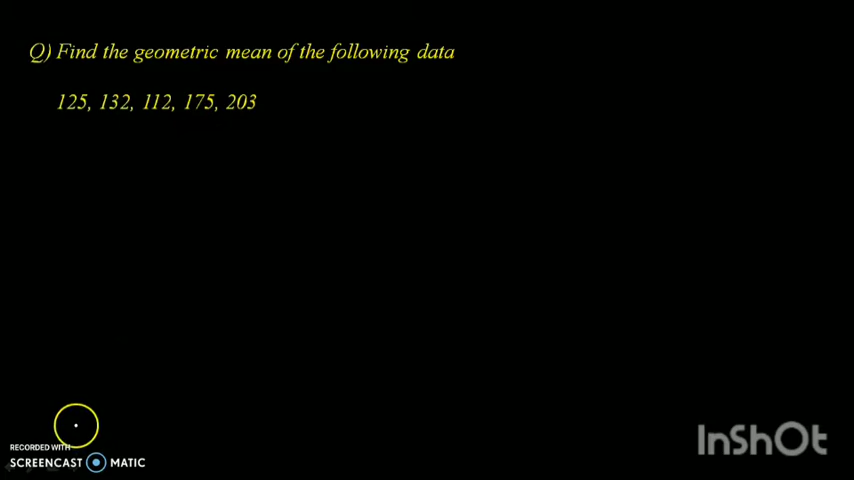 Q) Find the geometric mean of the following data
125, 132, 112, 175, 203
RECORDED WITH
SCREENCAST MATIC
InShOt